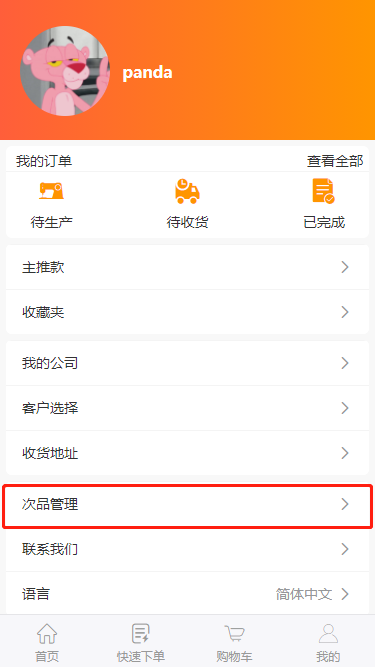 panda
我的订单 查看全部
待生产 待收货 已完成
主推款
收藏夹
我的公司
客户选择
收货地址
次品管理
联系我们
语言 简体中文
首页 快速下单 购物车 我的